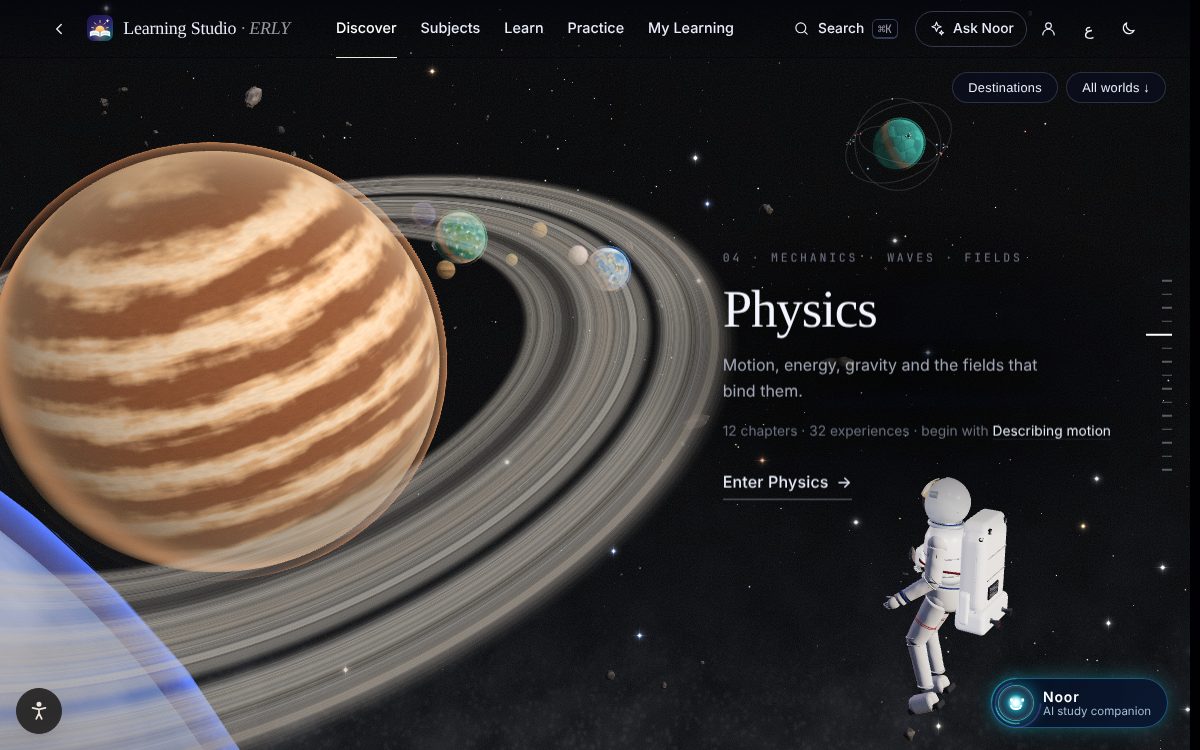 Learning Studio · ERLY
Discover
Subjects
Learn
Practice
My Learning
Search ⌘K
Ask Noor
ع
Destinations
All worlds ↓
04 · MECHANICS · WAVES · FIELDS
Physics
Motion, energy, gravity and the fields that
bind them.
12 chapters · 32 experiences · begin with Describing motion
Enter Physics →
Noor
AI study companion